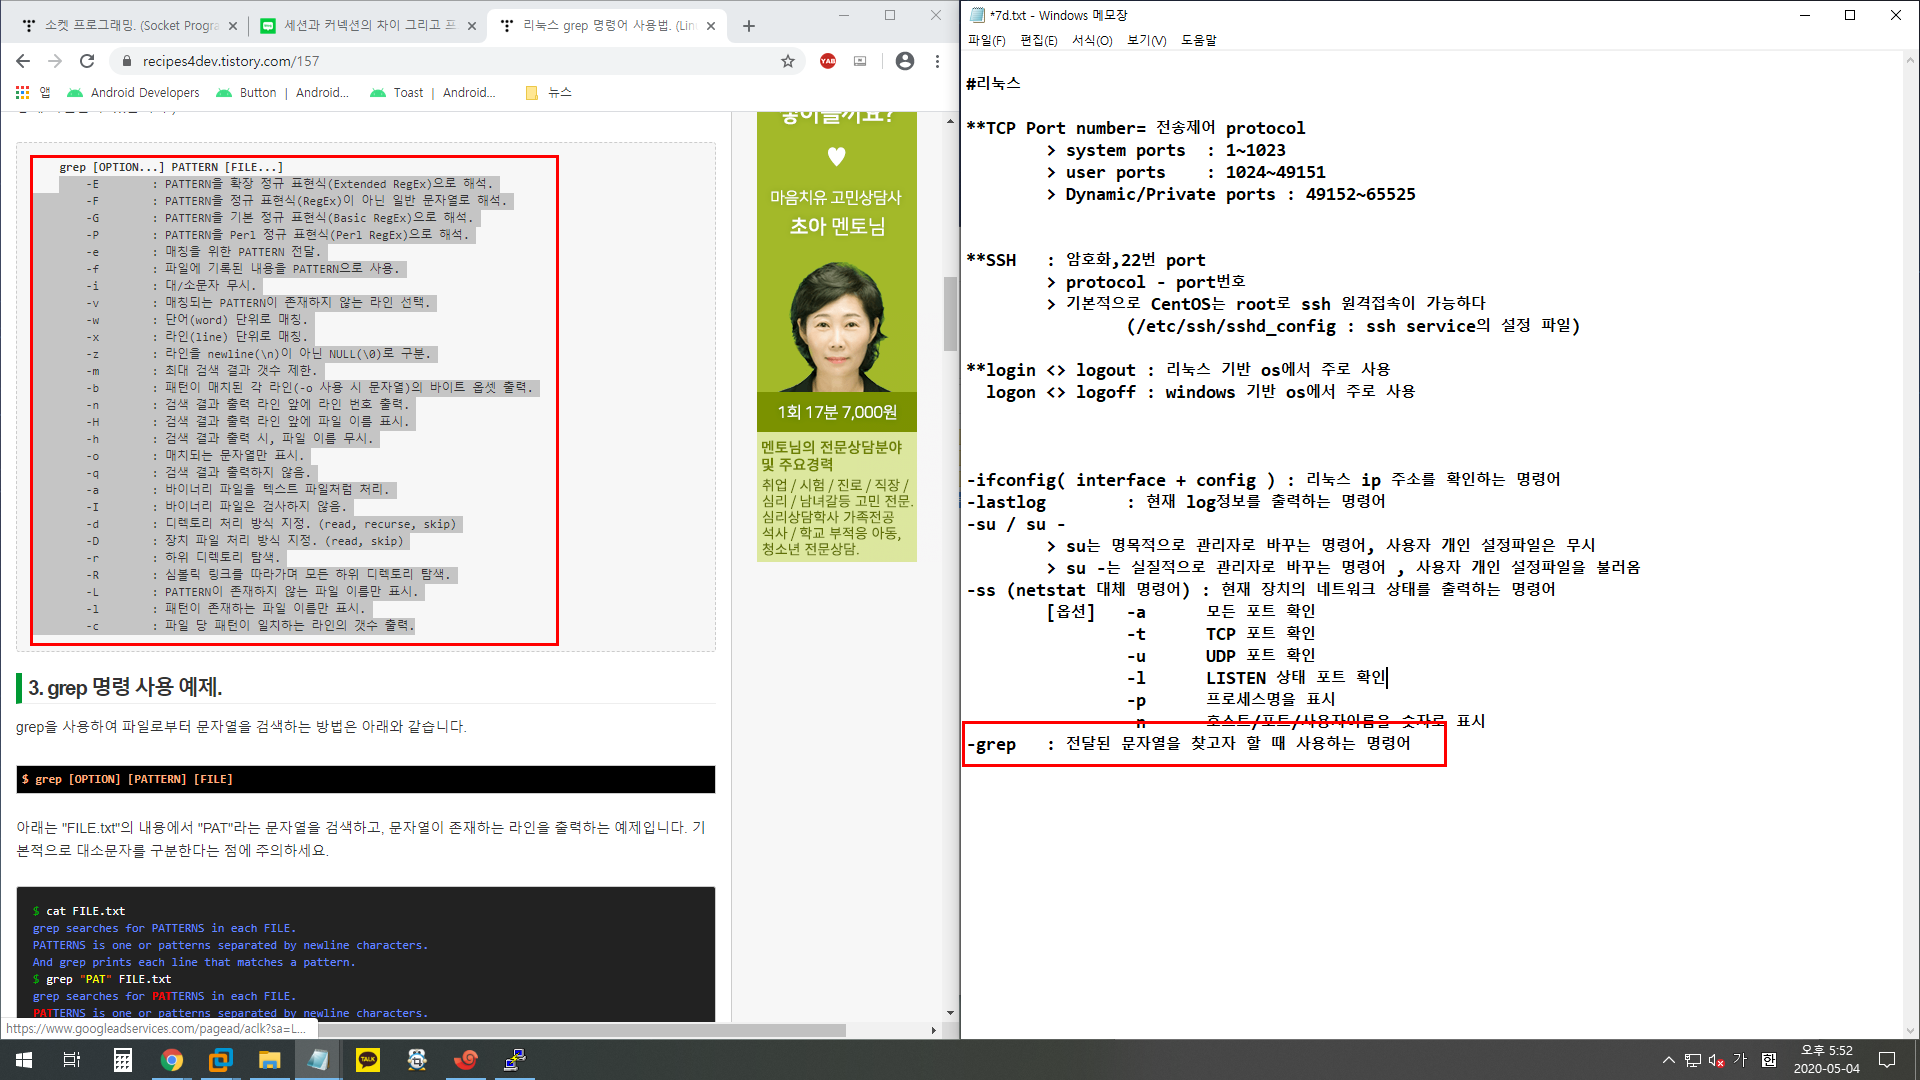 소켓 프로그래밍. (Socket Progra
세션과 커넥션의 차이 그리고 프
리눅스 grep 명령어 사용법. (Lin
recipes4dev.tistory.com/157
앱
Android Developers
Button | Android...
Toast | Android...
뉴스
grep [OPTION...] PATTERN [FILE...]
-E : PATTERN을 확장 정규 표현식(Extended RegEx)으로 해석.
-F : PATTERN을 정규 표현식(RegEx)이 아닌 일반 문자열로 해석.
-G : PATTERN을 기본 정규 표현식(Basic RegEx)으로 해석.
-P : PATTERN을 Perl 정규 표현식(Perl RegEx)으로 해석.
-e : 매칭을 위한 PATTERN 전달.
-f : 파일에 기록된 내용을 PATTERN으로 사용.
-i : 대/소문자 무시.
-v : 매칭되는 PATTERN이 존재하지 않는 라인 선택.
-w : 단어(word) 단위로 매칭.
-x : 라인(line) 단위로 매칭.
-z : 라인을 newline(\n)이 아닌 NULL(\0)로 구분.
-m : 최대 검색 결과 갯수 제한.
-b : 패턴이 매치된 각 라인(-o 사용 시 문자열)의 바이트 옵셋 출력.
-n : 검색 결과 출력 라인 앞에 라인 번호 출력.
-H : 검색 결과 출력 라인 앞에 파일 이름 표시.
-h : 검색 결과 출력 시, 파일 이름 무시.
-o : 매치되는 문자열만 표시.
-q : 검색 결과 출력하지 않음.
-a : 바이너리 파일을 텍스트 파일처럼 처리.
-I : 바이너리 파일은 검사하지 않음.
-d : 디렉토리 처리 방식 지정. (read, recurse, skip)
-D : 장치 파일 처리 방식 지정. (read, skip)
-r : 하위 디렉토리 탐색.
-R : 심볼릭 링크를 따라가며 모든 하위 디렉토리 탐색.
-L : PATTERN이 존재하지 않는 파일 이름만 표시.
-l : 패턴이 존재하는 파일 이름만 표시.
-c : 파일 당 패턴이 일치하는 라인의 갯수 출력.
3. grep 명령 사용 예제.
grep을 사용하여 파일로부터 문자열을 검색하는 방법은 아래와 같습니다.
$ grep [OPTION] [PATTERN] [FILE]
아래는 "FILE.txt"의 내용에서 "PAT"라는 문자열을 검색하고, 문자열이 존재하는 라인을 출력하는 예제입니다. 기
본적으로 대소문자를 구분한다는 점에 주의하세요.
$ cat FILE.txt
grep searches for PATTERNS in each FILE.
PATTERNS is one or patterns separated by newline characters.
And grep prints each line that matches a pattern.
$ grep "PAT" FILE.txt
grep searches for PATTERNS in each FILE.
PATTERNS is one or patterns separated by newline characters.
https://www.googleadservices.com/pagead/aclk?sa=L...
마음치유 고민상담사
초아 멘토님
1회 17분 7,000원
멘토님의 전문상담분야
및 주요경력
취업 / 시험 / 진로 / 직장 /
심리 / 남녀갈등 고민 전문.
심리상담학사 가족전공
석사 / 학교 부적응 아동,
청소년 전문상담.
*7d.txt - Windows 메모장
파일(F) 편집(E) 서식(O) 보기(V) 도움말
#리눅스
**TCP Port number= 전송제어 protocol
> system ports : 1~1023
> user ports : 1024~49151
> Dynamic/Private ports : 49152~65525
**SSH : 암호화,22번 port
> protocol - port번호
> 기본적으로 CentOS는 root로 ssh 원격접속이 가능하다
(/etc/ssh/sshd_config : ssh service의 설정 파일)
**login <> logout : 리눅스 기반 os에서 주로 사용
logon <> logoff : windows 기반 os에서 주로 사용
-ifconfig( interface + config ) : 리눅스 ip 주소를 확인하는 명령어
-lastlog : 현재 log정보를 출력하는 명령어
-su / su -
> su는 명목적으로 관리자로 바꾸는 명령어, 사용자 개인 설정파일은 무시
> su -는 실질적으로 관리자로 바꾸는 명령어 , 사용자 개인 설정파일을 불러옴
-ss (netstat 대체 명령어) : 현재 장치의 네트워크 상태를 출력하는 명령어
[옵션] -a 모든 포트 확인
-t TCP 포트 확인
-u UDP 포트 확인
-l LISTEN 상태 포트 확인
-p 프로세스명을 표시
-n 호스트/포트/사용자이름을 숫자로 표시
-grep : 전달된 문자열을 찾고자 할 때 사용하는 명령어
TALK
가
한
오후 5:52
2020-05-04